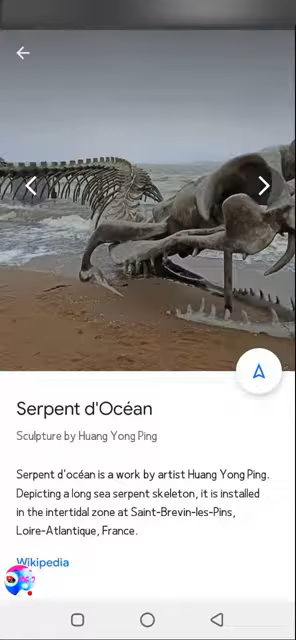 Serpent d'Océan
Sculpture by Huang Yong Ping
Serpent d'océan is a work by artist Huang Yong Ping.
Depicting a long sea serpent skeleton, it is installed
in the intertidal zone at Saint-Brevin-les-Pins,
Loire-Atlantique, France.
Wikipedia